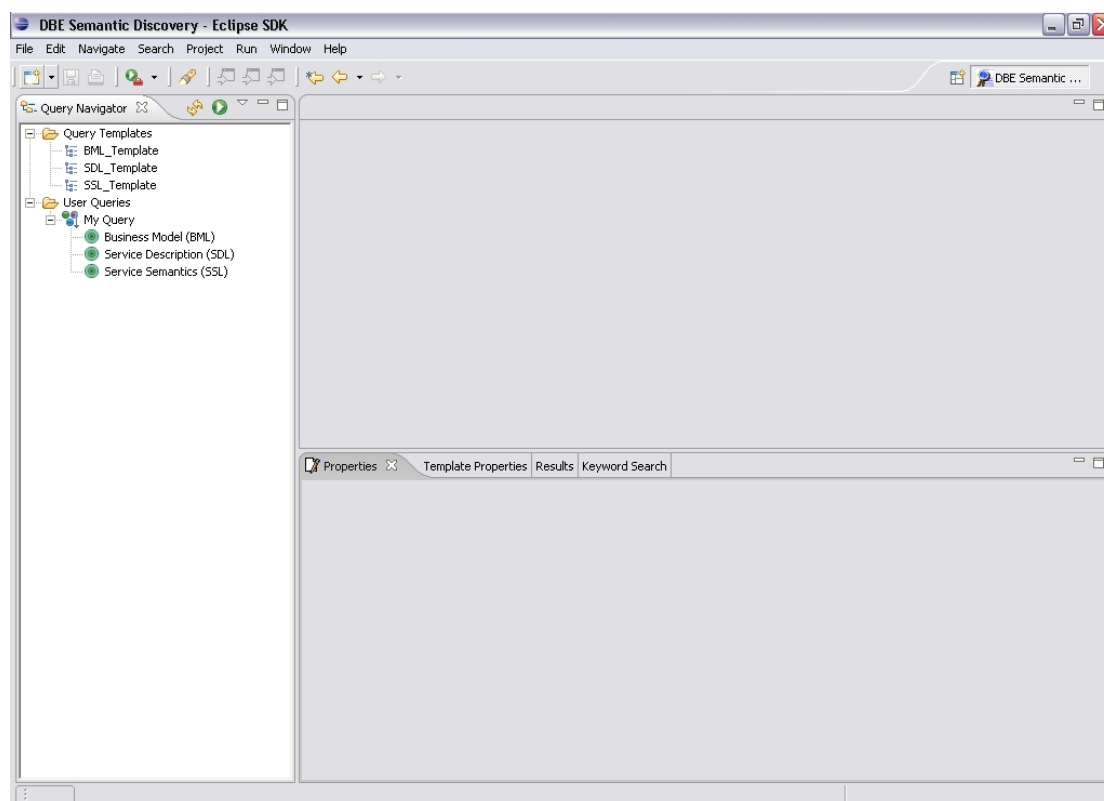 DBE Semantic Discovery - Eclipse SDK
File Edit Navigate Search Project Run Window Help
DBE Semantic ...
Query Navigator
Query Templates
BML_Template
SDL_Template
SSL_Template
User Queries
My Query
Business Model (BML)
Service Description (SDL)
Service Semantics (SSL)
Properties Template Properties Results Keyword Search